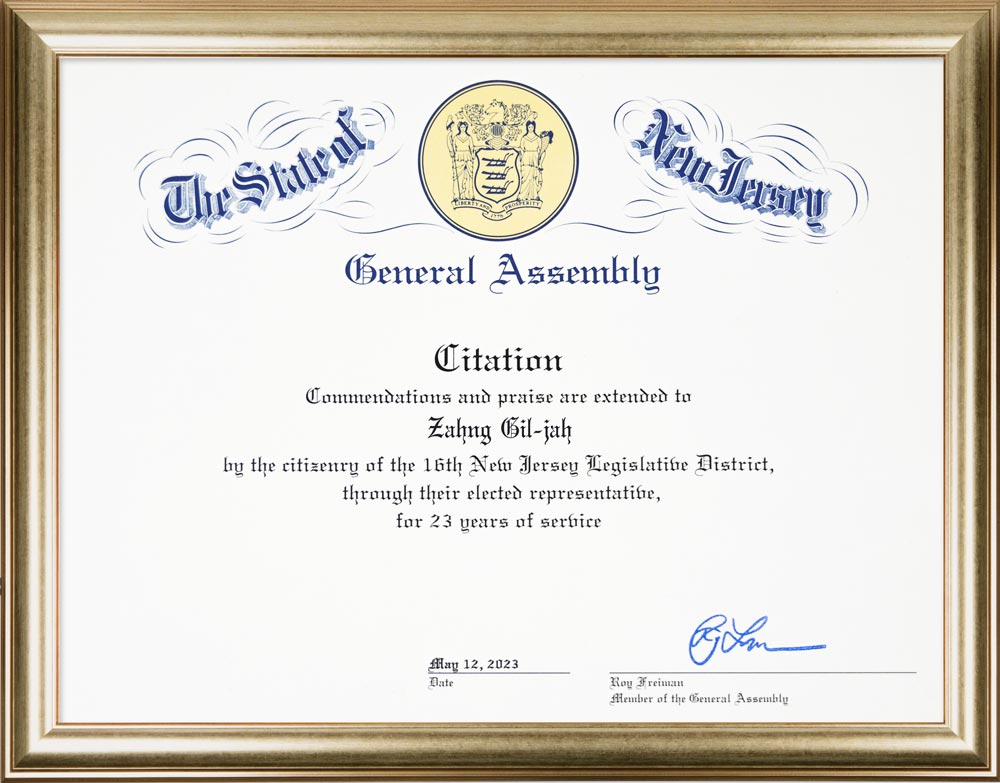 The State of New Jersey
LIBERTY AND PROSPERITY
1776
General Assembly
Citation
Commendations and praise are extended to
Zahng Gil-jah
by the citizenry of the 16th New Jersey Legislative District,
through their elected representative,
for 23 years of service
May 12, 2023
Date
Roy Freiman
Member of the General Assembly